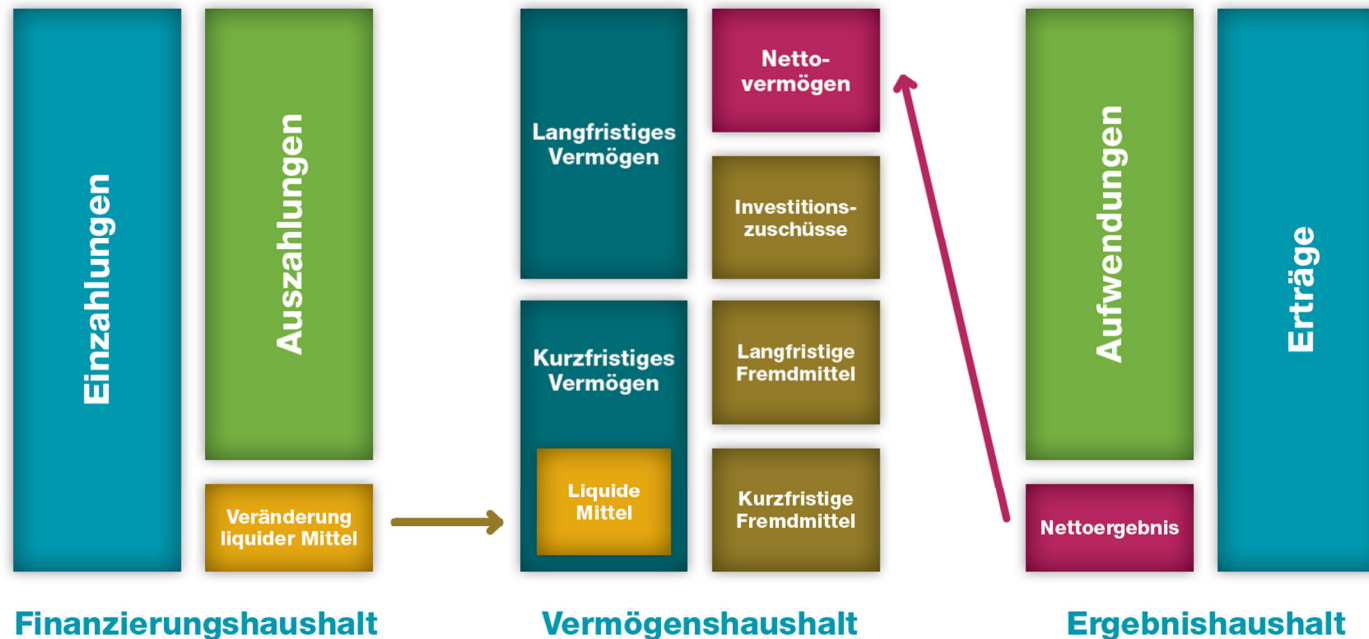 Einzahlungen
Auszahlungen
Veränderung
liquider Mittel
Finanzierungshaushalt
Langfristiges
Vermögen
Kurzfristiges
Vermögen
Liquide
Mittel
Netto-
vermögen
Investitions-
zuschüsse
Langfristige
Fremdmittel
Kurzfristige
Fremdmittel
Vermögenshaushalt
Aufwendungen
Nettoergebnis
Erträge
Ergebnishaushalt